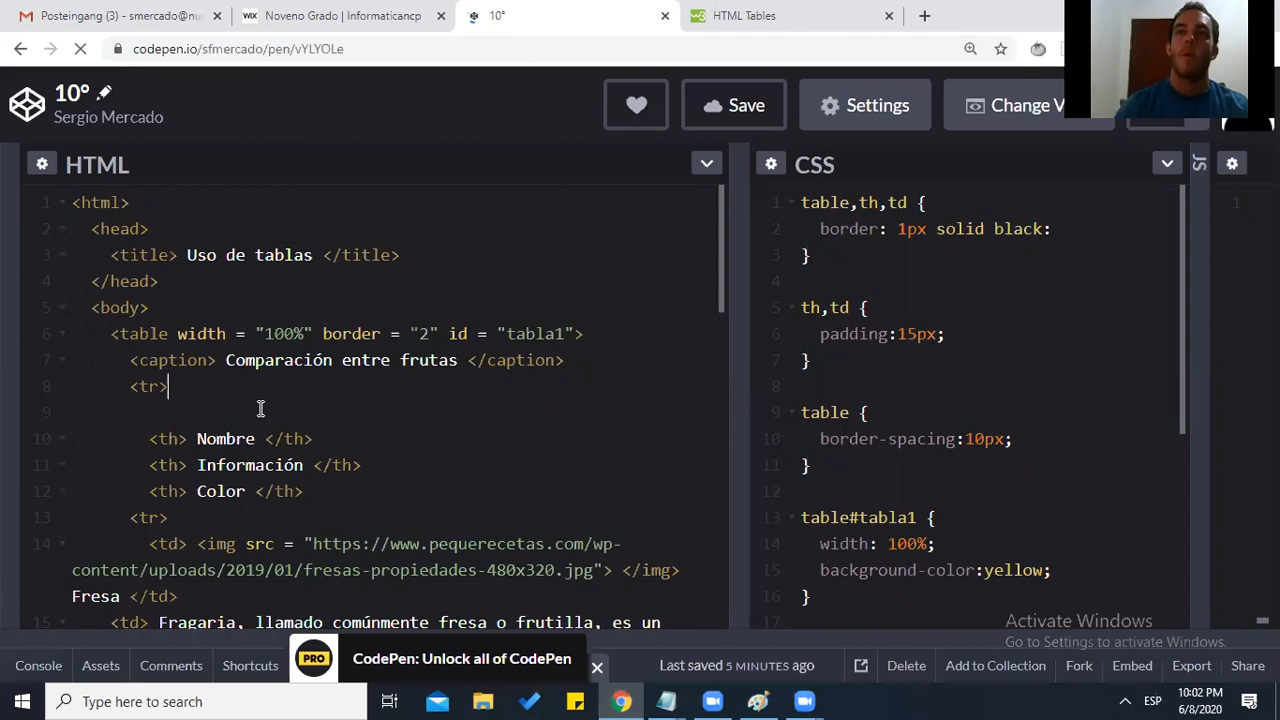 Posteingang (3) - smercado@nu
WIX Noveno Grado | Informaticancp
10°
HTML Tables
codepen.io/sfmercado/pen/vYLYOLe
10°
Sergio Mercado
Save
Settings
Change V
HTML
1 <html>
2 <head>
3 <title> Uso de tablas </title>
4 </head>
5 <body>
6 <table width = "100%" border = "2" id = "tabla1">
7 <caption> Comparación entre frutas </caption>
8 <tr>
9
10 <th> Nombre </th>
11 <th> Información </th>
12 <th> Color </th>
13 <tr>
14 <td> <img src = "https://www.pequerecetas.com/wp-
content/uploads/2019/01/fresas-propiedades-480x320.jpg"> </img>
Fresa </td>
15 <td> Fragaria, llamado comúnmente fresa o frutilla, es un
CSS
1 table,th,td {
2 border: 1px solid black:
3 }
4
5 th,td {
6 padding:15px;
7 }
8
9 table {
10 border-spacing:10px;
11 }
12
13 table#tabla1 {
14 width: 100%;
15 background-color:yellow;
16 }
17
JS
1
Activate Windows
Go to Settings to activate Windows.
Console
Assets
Comments
Shortcuts
PRO
CodePen: Unlock all of CodePen
Last saved 5 MINUTES ago
Delete
Add to Collection
Fork
Embed
Export
Share
Type here to search
ESP
10:02 PM
6/8/2020